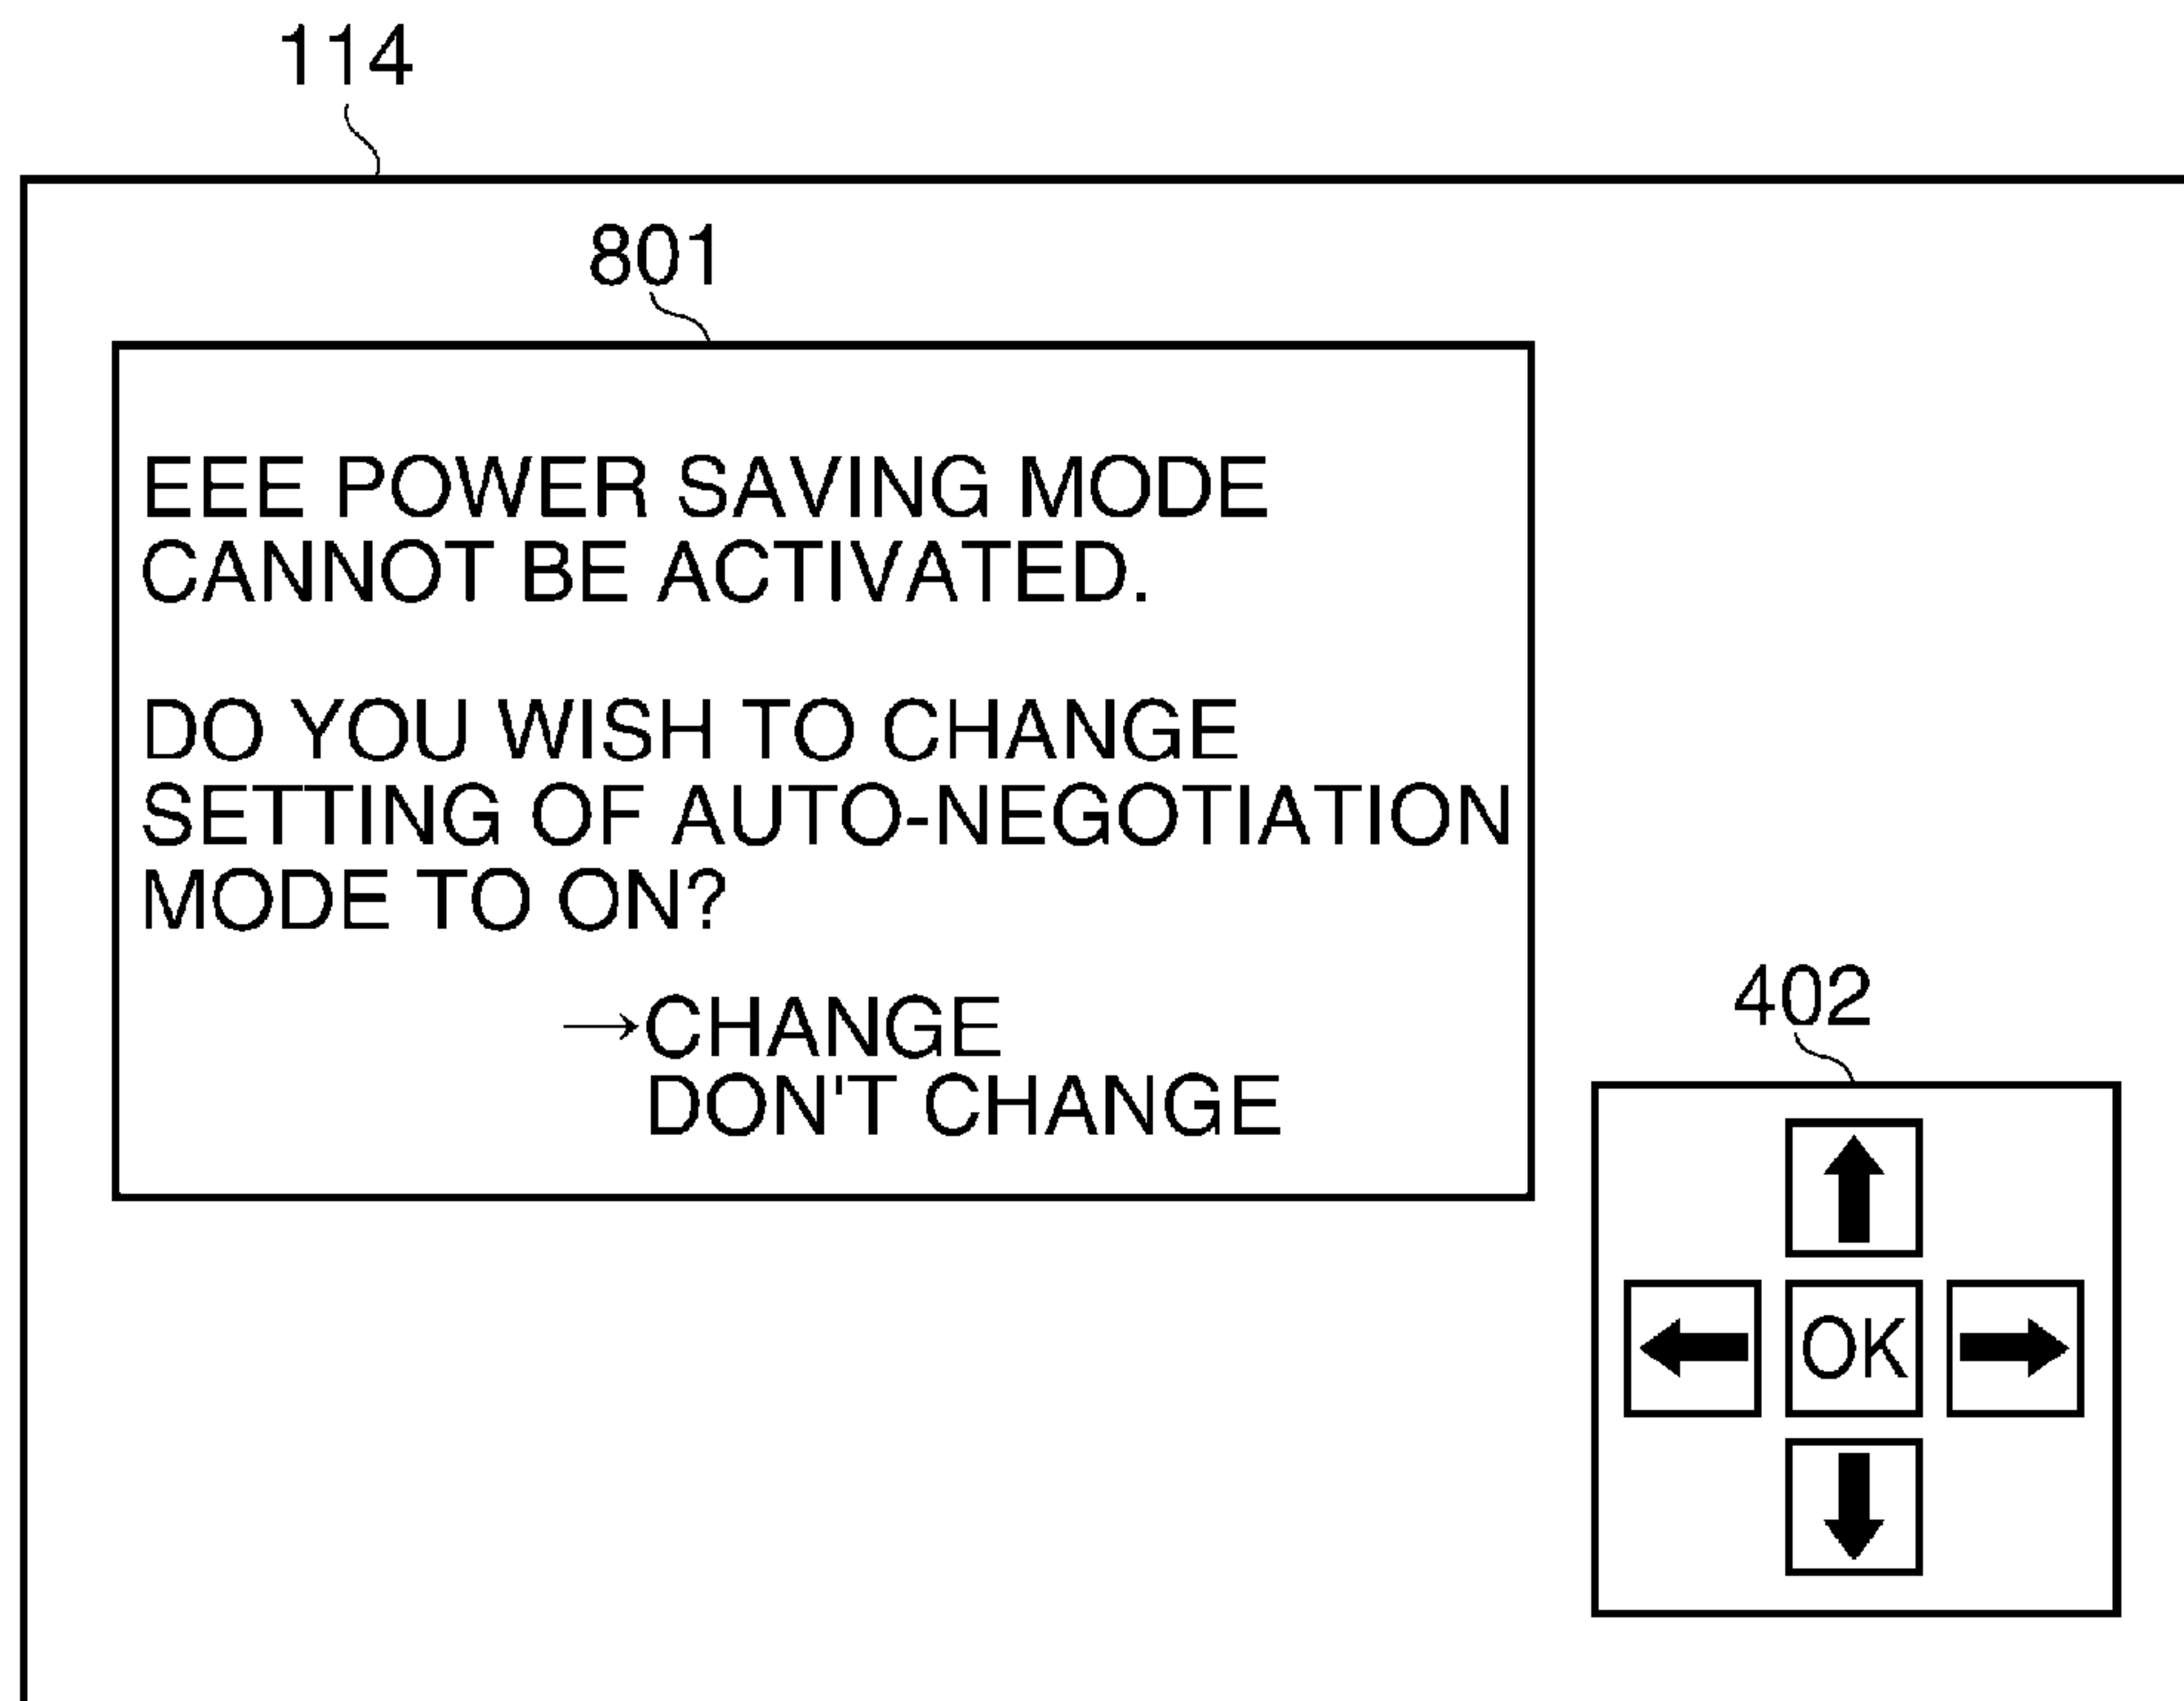 114
801
EEE POWER SAVING MODE
CANNOT BE ACTIVATED.
DO YOU WISH TO CHANGE
SETTING OF AUTO-NEGOTIATION
MODE TO ON?
→CHANGE
DON'T CHANGE
402
OK